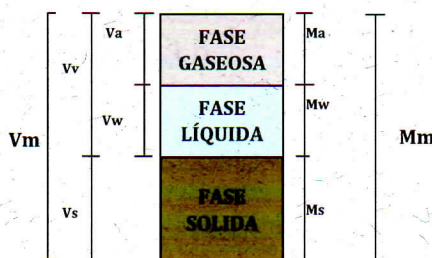 Va
FASE
GASEOSA
Ma
Vv
Vw
FASE
LÍQUIDA
Mw
Vm
Mm
Vs
FASE
SOLIDA
Ms